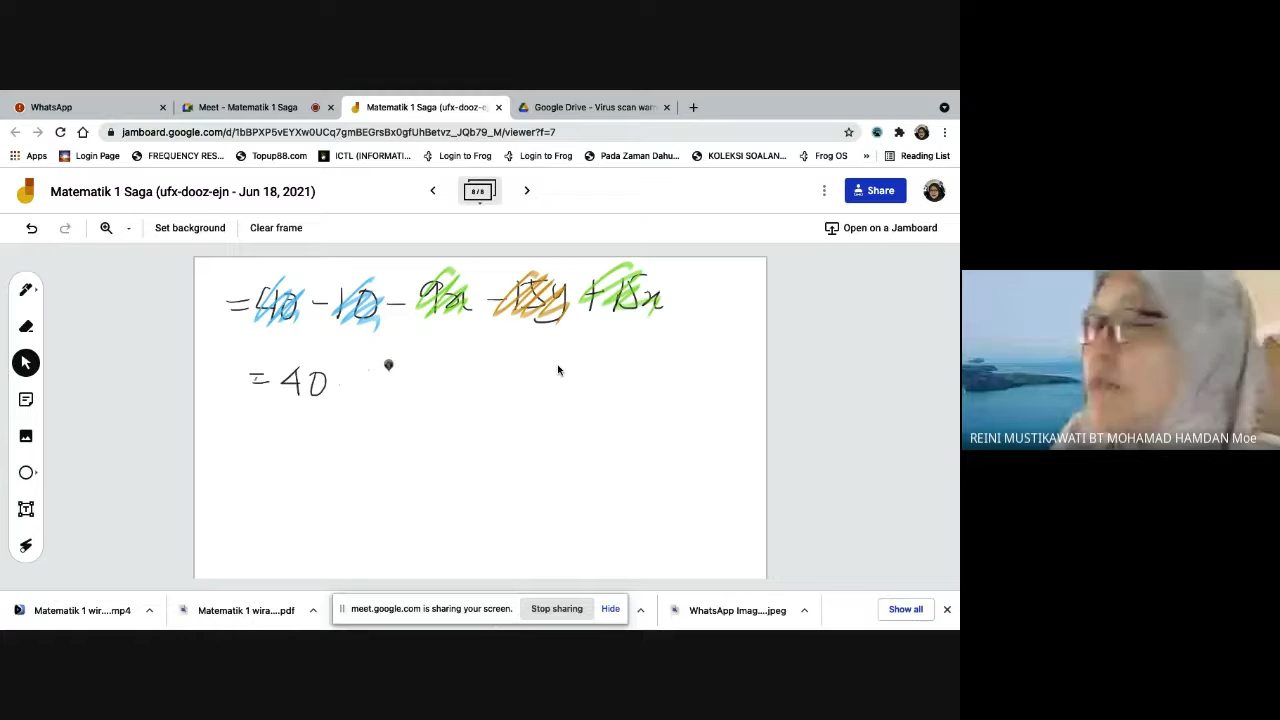 WhatsApp
Meet - Matematik 1 Saga
Matematik 1 Saga (ufx-dooz-e
Google Drive - Virus scan war
jamboard.google.com/d/1bBPXP5vEYXw0UCq7gmBEGrsBx0gfUhBetvz_JQb79_M/viewer?f=7
Apps
Login Page
FREQUENCY RES...
Topup88.com
ICTL (INFORMATI...
Login to Frog
Login to Frog
Pada Zaman Dahu...
KOLEKSI SOALAN...
Frog OS
»
Reading List
Matematik 1 Saga (ufx-dooz-ejn - Jun 18, 2021)
8/8
Share
Set background
Clear frame
Open on a Jamboard
= 40 - 10 - 9x - 15y + 15x
= 40
REINI MUSTIKAWATI BT MOHAMAD HAMDAN Moe
Matematik 1 wir....mp4
Matematik 1 wira....pdf
meet.google.com is sharing your screen.
Stop sharing
Hide
WhatsApp Imag....jpeg
Show all